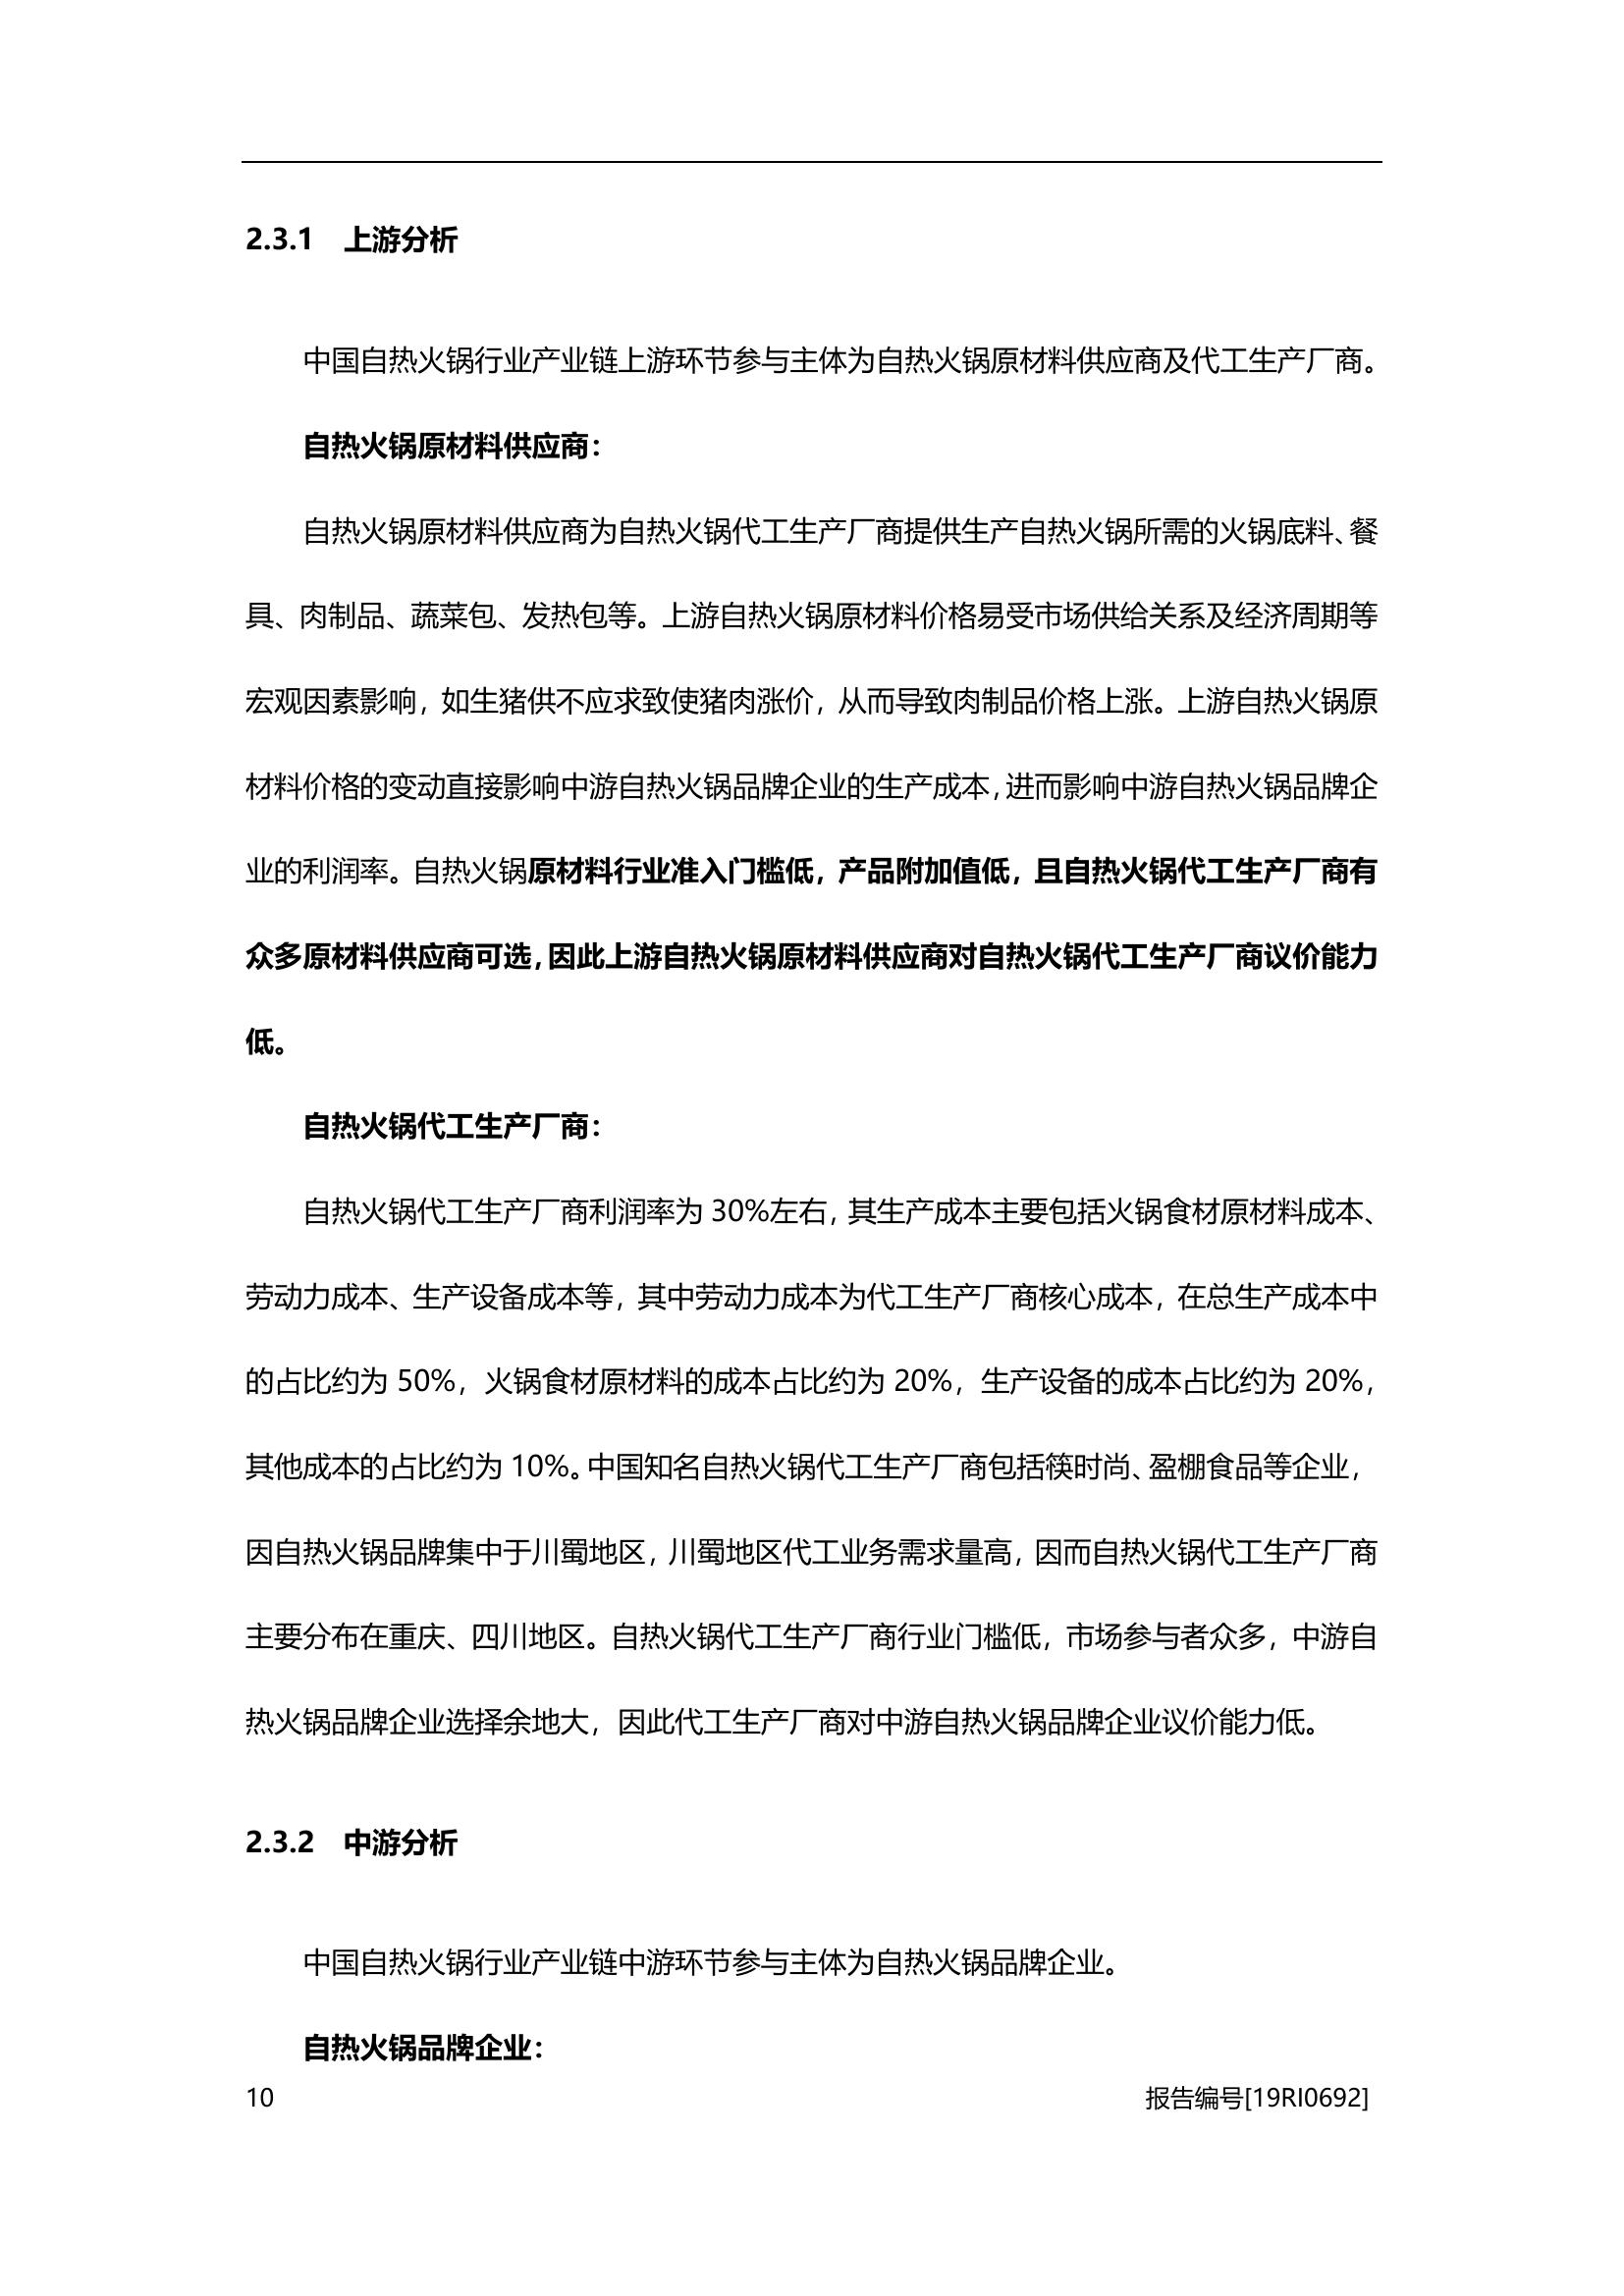 2.3.1 上游分析
中国自热火锅行业产业链上游环节参与主体为自热火锅原材料供应商及代工生产厂商。
自热火锅原材料供应商：
自热火锅原材料供应商为自热火锅代工生产厂商提供生产自热火锅所需的火锅底料、餐
具、肉制品、蔬菜包、发热包等。上游自热火锅原材料价格易受市场供给关系及经济周期等
宏观因素影响，如生猪供不应求致使猪肉涨价，从而导致肉制品价格上涨。上游自热火锅原
材料价格的变动直接影响中游自热火锅品牌企业的生产成本，进而影响中游自热火锅品牌企
业的利润率。自热火锅原材料行业准入门槛低，产品附加值低，且自热火锅代工生产厂商有
众多原材料供应商可选，因此上游自热火锅原材料供应商对自热火锅代工生产厂商议价能力
低。
自热火锅代工生产厂商：
自热火锅代工生产厂商利润率为 30%左右，其生产成本主要包括火锅食材原材料成本、
劳动力成本、生产设备成本等，其中劳动力成本为代工生产厂商核心成本，在总生产成本中
的占比约为 50%，火锅食材原材料的成本占比约为 20%，生产设备的成本占比约为 20%，
其他成本的占比约为 10%。中国知名自热火锅代工生产厂商包括筷时尚、盈棚食品等企业，
因自热火锅品牌集中于川蜀地区，川蜀地区代工业务需求量高，因而自热火锅代工生产厂商
主要分布在重庆、四川地区。自热火锅代工生产厂商行业门槛低，市场参与者众多，中游自
热火锅品牌企业选择余地大，因此代工生产厂商对中游自热火锅品牌企业议价能力低。
2.3.2 中游分析
中国自热火锅行业产业链中游环节参与主体为自热火锅品牌企业。
自热火锅品牌企业：
10 报告编号[19RI0692]